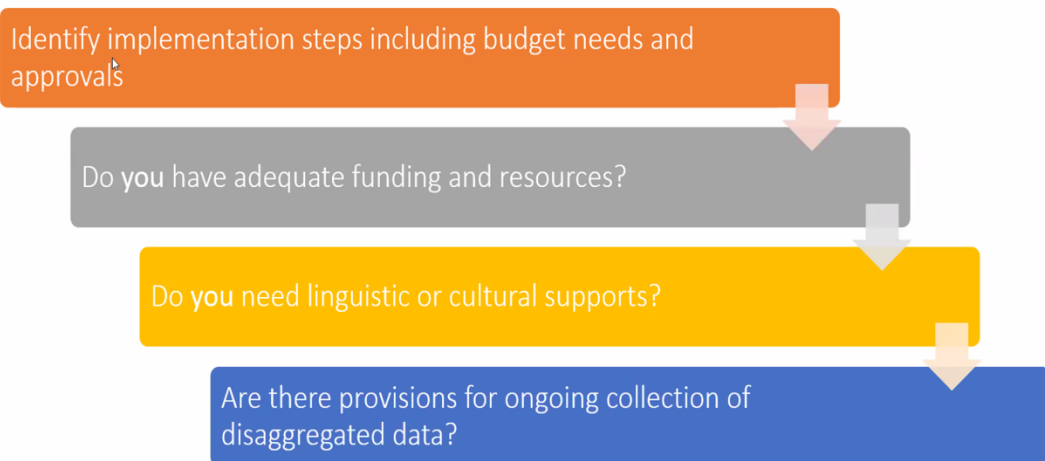 Identify implementation steps including budget needs and
approvals
Do you have adequate funding and resources?
Do you need linguistic or cultural supports?
Are there provisions for ongoing collection of
disaggregated data?